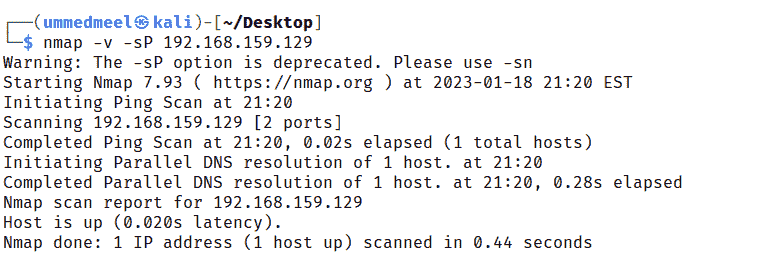 ┌──(ummedmeel㉿kali)-[~/Desktop]
└─$ nmap -v -sP 192.168.159.129
Warning: The -sP option is deprecated. Please use -sn
Starting Nmap 7.93 ( https://nmap.org ) at 2023-01-18 21:20 EST
Initiating Ping Scan at 21:20
Scanning 192.168.159.129 [2 ports]
Completed Ping Scan at 21:20, 0.02s elapsed (1 total hosts)
Initiating Parallel DNS resolution of 1 host. at 21:20
Completed Parallel DNS resolution of 1 host. at 21:20, 0.28s elapsed
Nmap scan report for 192.168.159.129
Host is up (0.020s latency).
Nmap done: 1 IP address (1 host up) scanned in 0.44 seconds